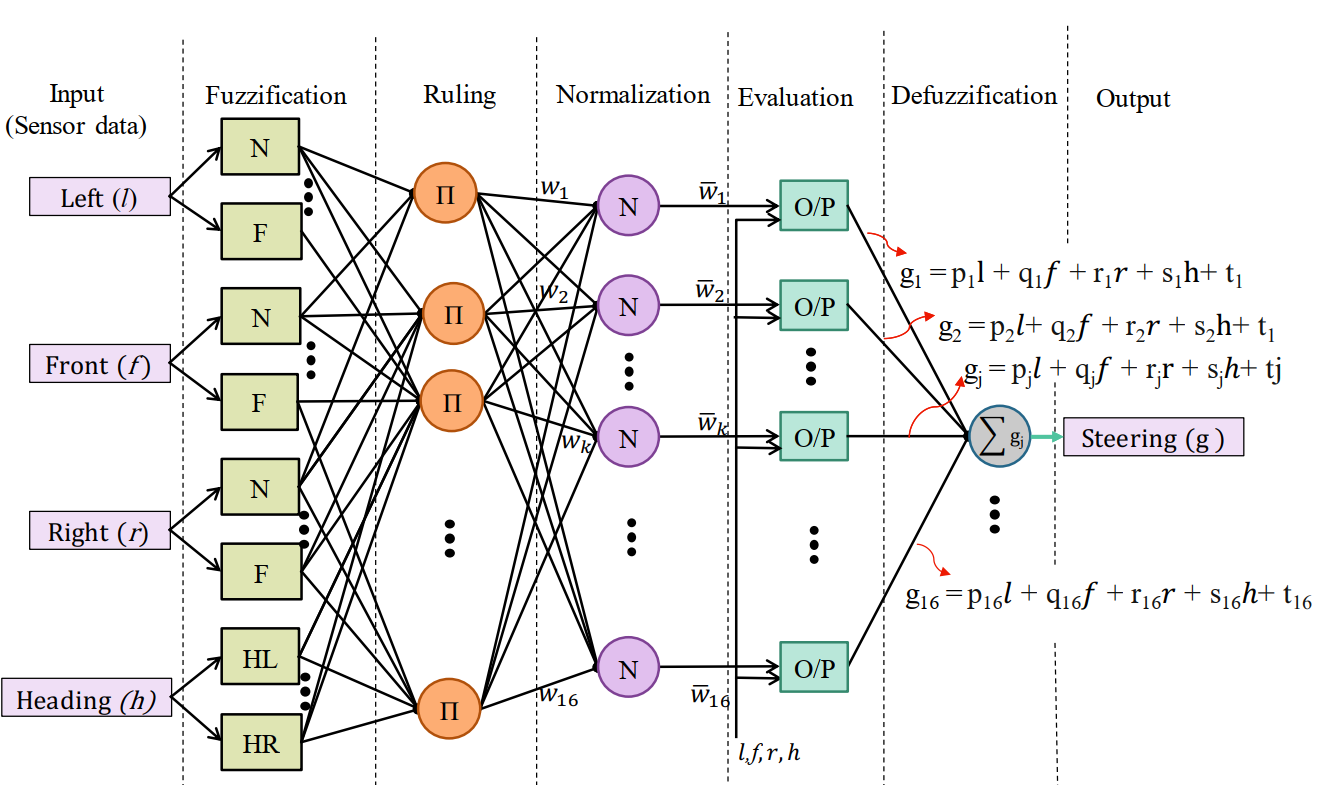 Input
(Sensor data)
Fuzzification
Ruling
Normalization
Evaluation
Defuzzification
Output
Left (l)
Front (f)
Right (r)
Heading (h)
N
F
N
F
N
F
HL
HR
Π
Π
Π
Π
w₁
w₂
wₖ
w₁₆
N
N
N
N
w̅₁
w̅₂
w̅ₖ
w̅₁₆
l,f,r,h
O/P
O/P
O/P
O/P
g₁ = p₁l + q₁f + r₁r + s₁h+ t₁
g₂ = p₂l+ q₂f + r₂r + s₂h+ t₁
gⱼ = pⱼl + qⱼf + rⱼr + sⱼh+ tj
∑ gⱼ
Steering (g )
g₁₆ = p₁₆l + q₁₆f + r₁₆r + s₁₆h+ t₁₆